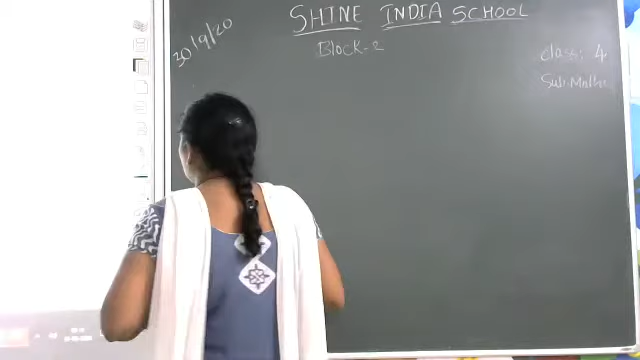 30/9/20
SHINE INDIA SCHOOL
Block-2
Class: 4
Sub: Maths